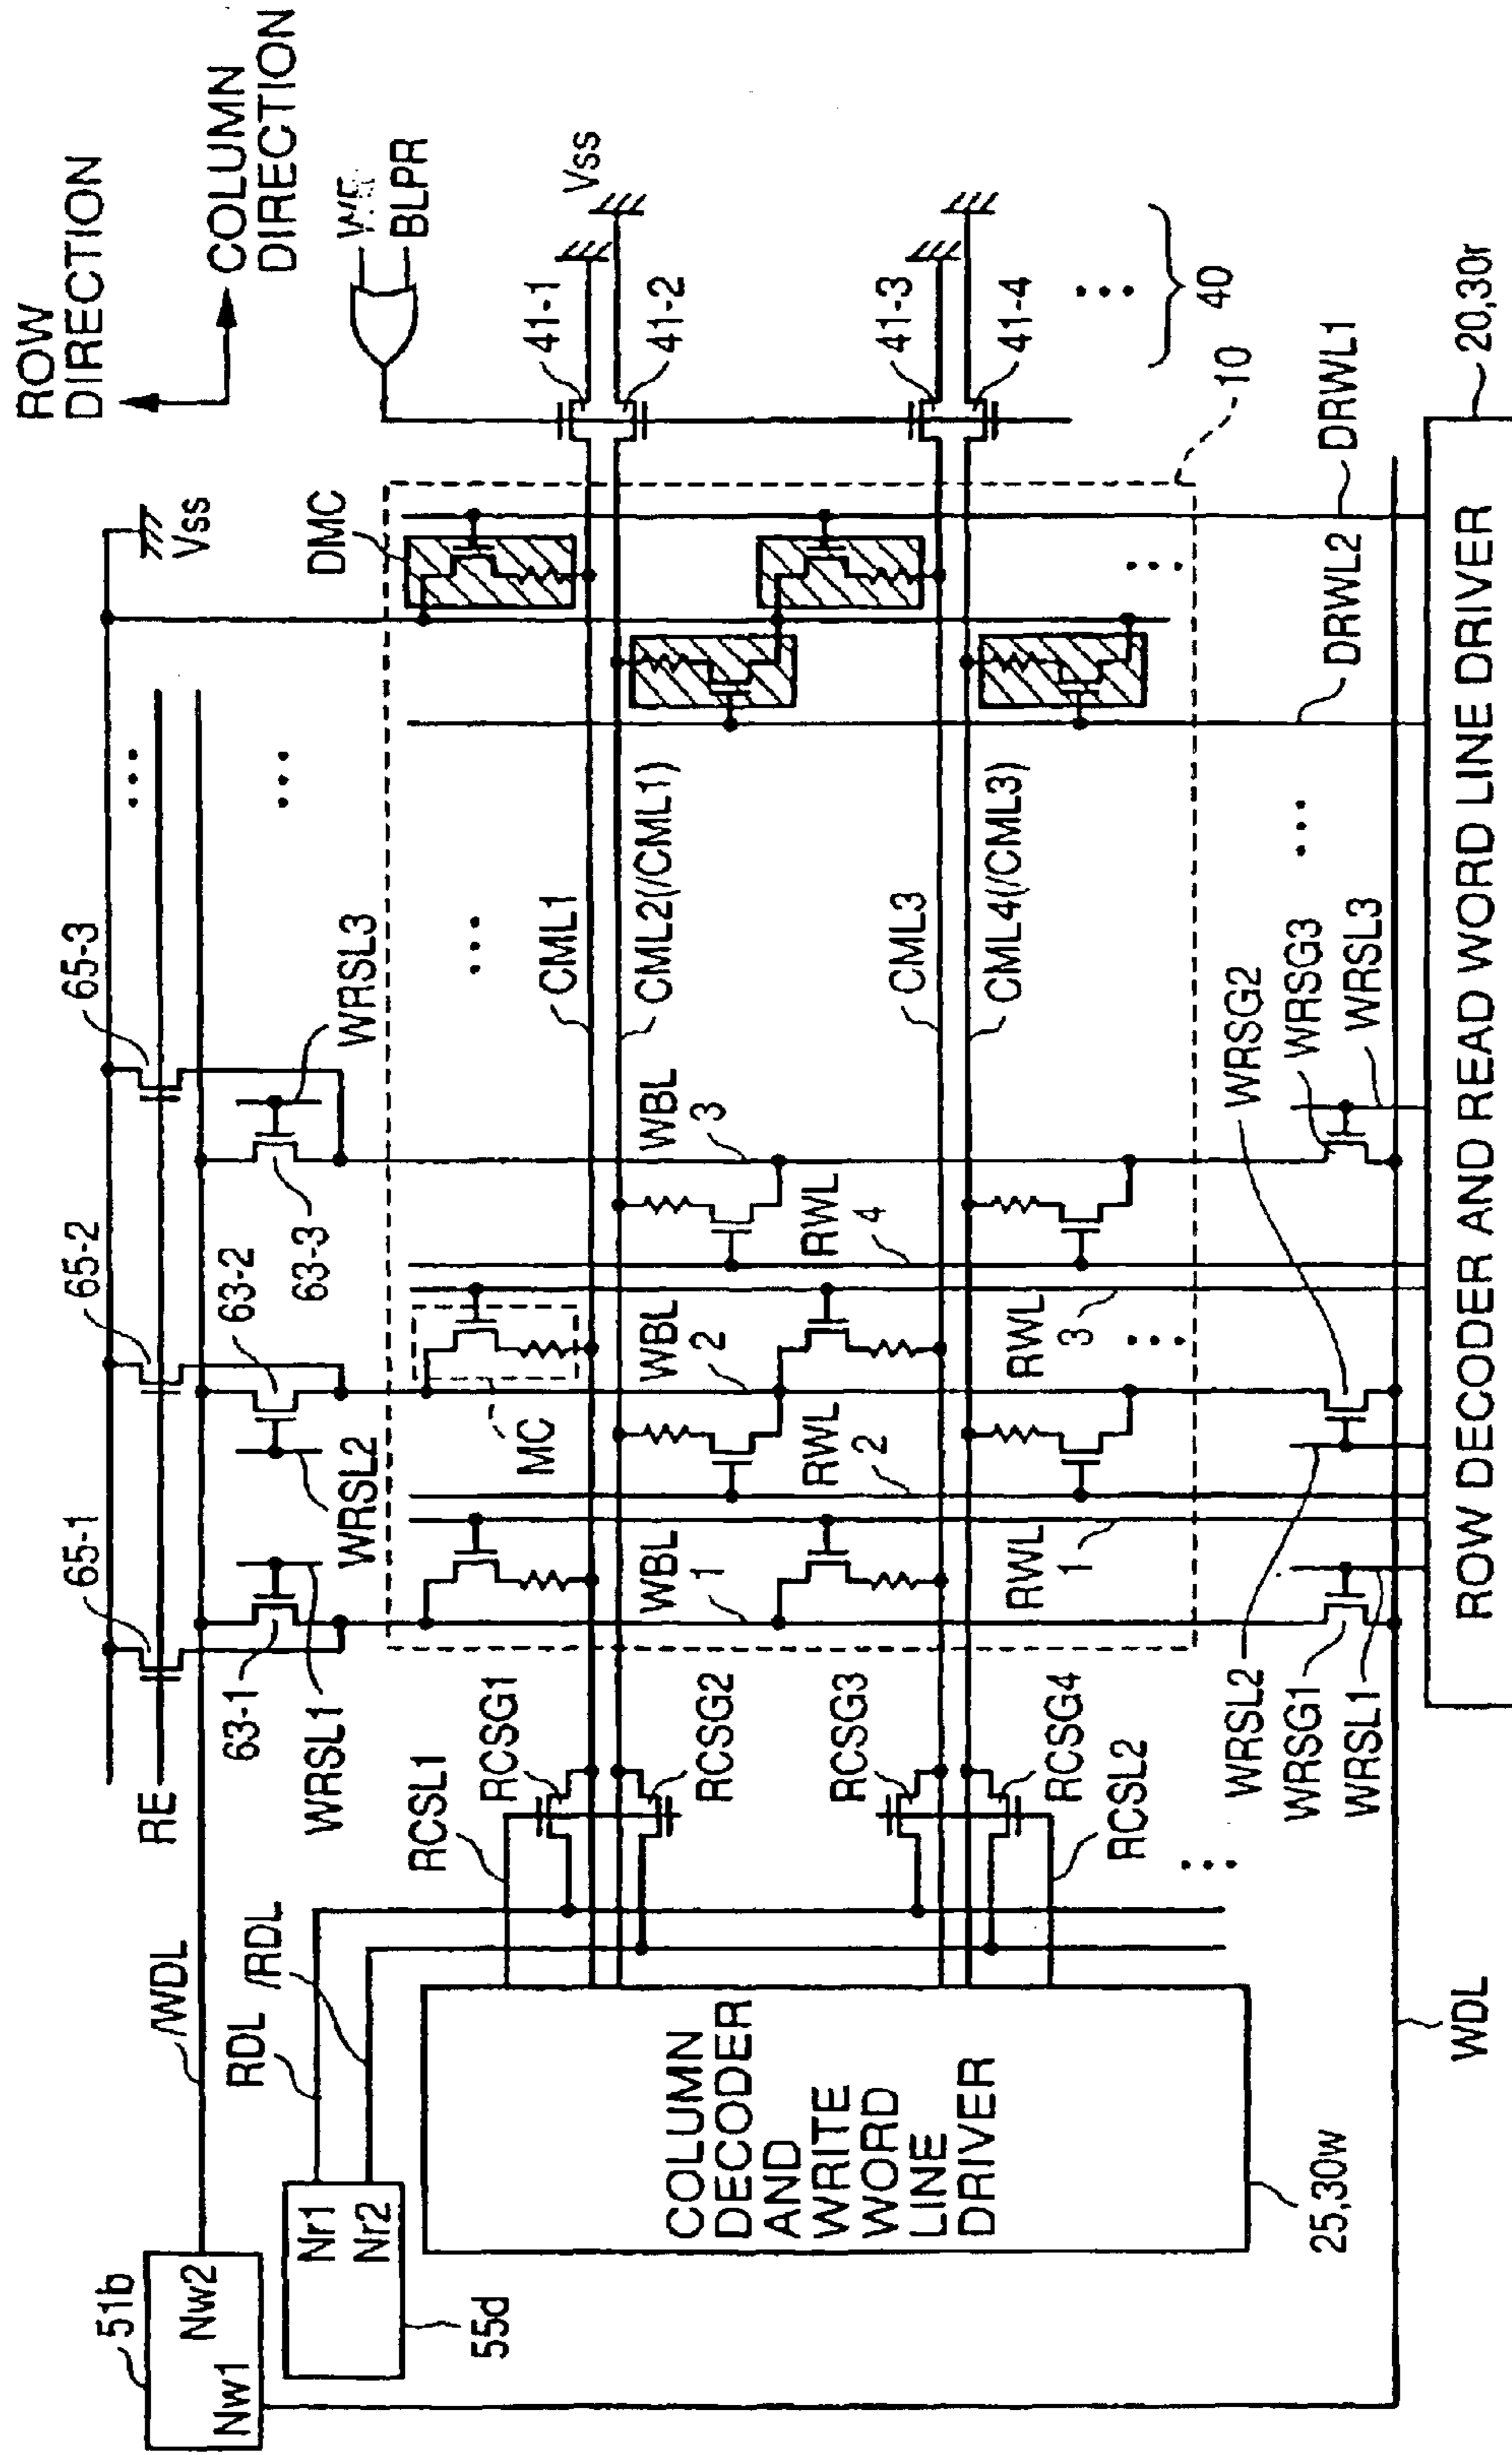 ROW
DIRECTION
COLUMN
DIRECTION
BLPR
Vss
41-1
41-2
41-3
41-4
40
10
Vss
DMC
DRWL1
DRWL2
20,30r
ROW DECODER AND READ WORD LINE DRIVER
CML1
CML2(/CML1)
CML3
CML4(/CML3)
65-3
WRSL3
63-3
65-2
63-2
WRSL2
65-1
63-1
WRSL1
RE
WBL
3
RWL
4
WBL
2
RWL
3
MC
RWL
2
WBL
1
RWL
1
WRSG2
WRSG3
WRSL3
WRSL2
WRSG1
WRSL1
RCSL1
RCSG1
RCSG2
RCSG3
RCSG4
RCSL2
/WDL
RDL
/RDL
WDL
51b
Nw2
Nw1
Nr1
Nr2
55d
COLUMN
DECODER
AND
WRITE
WORD
LINE
DRIVER
25,30w